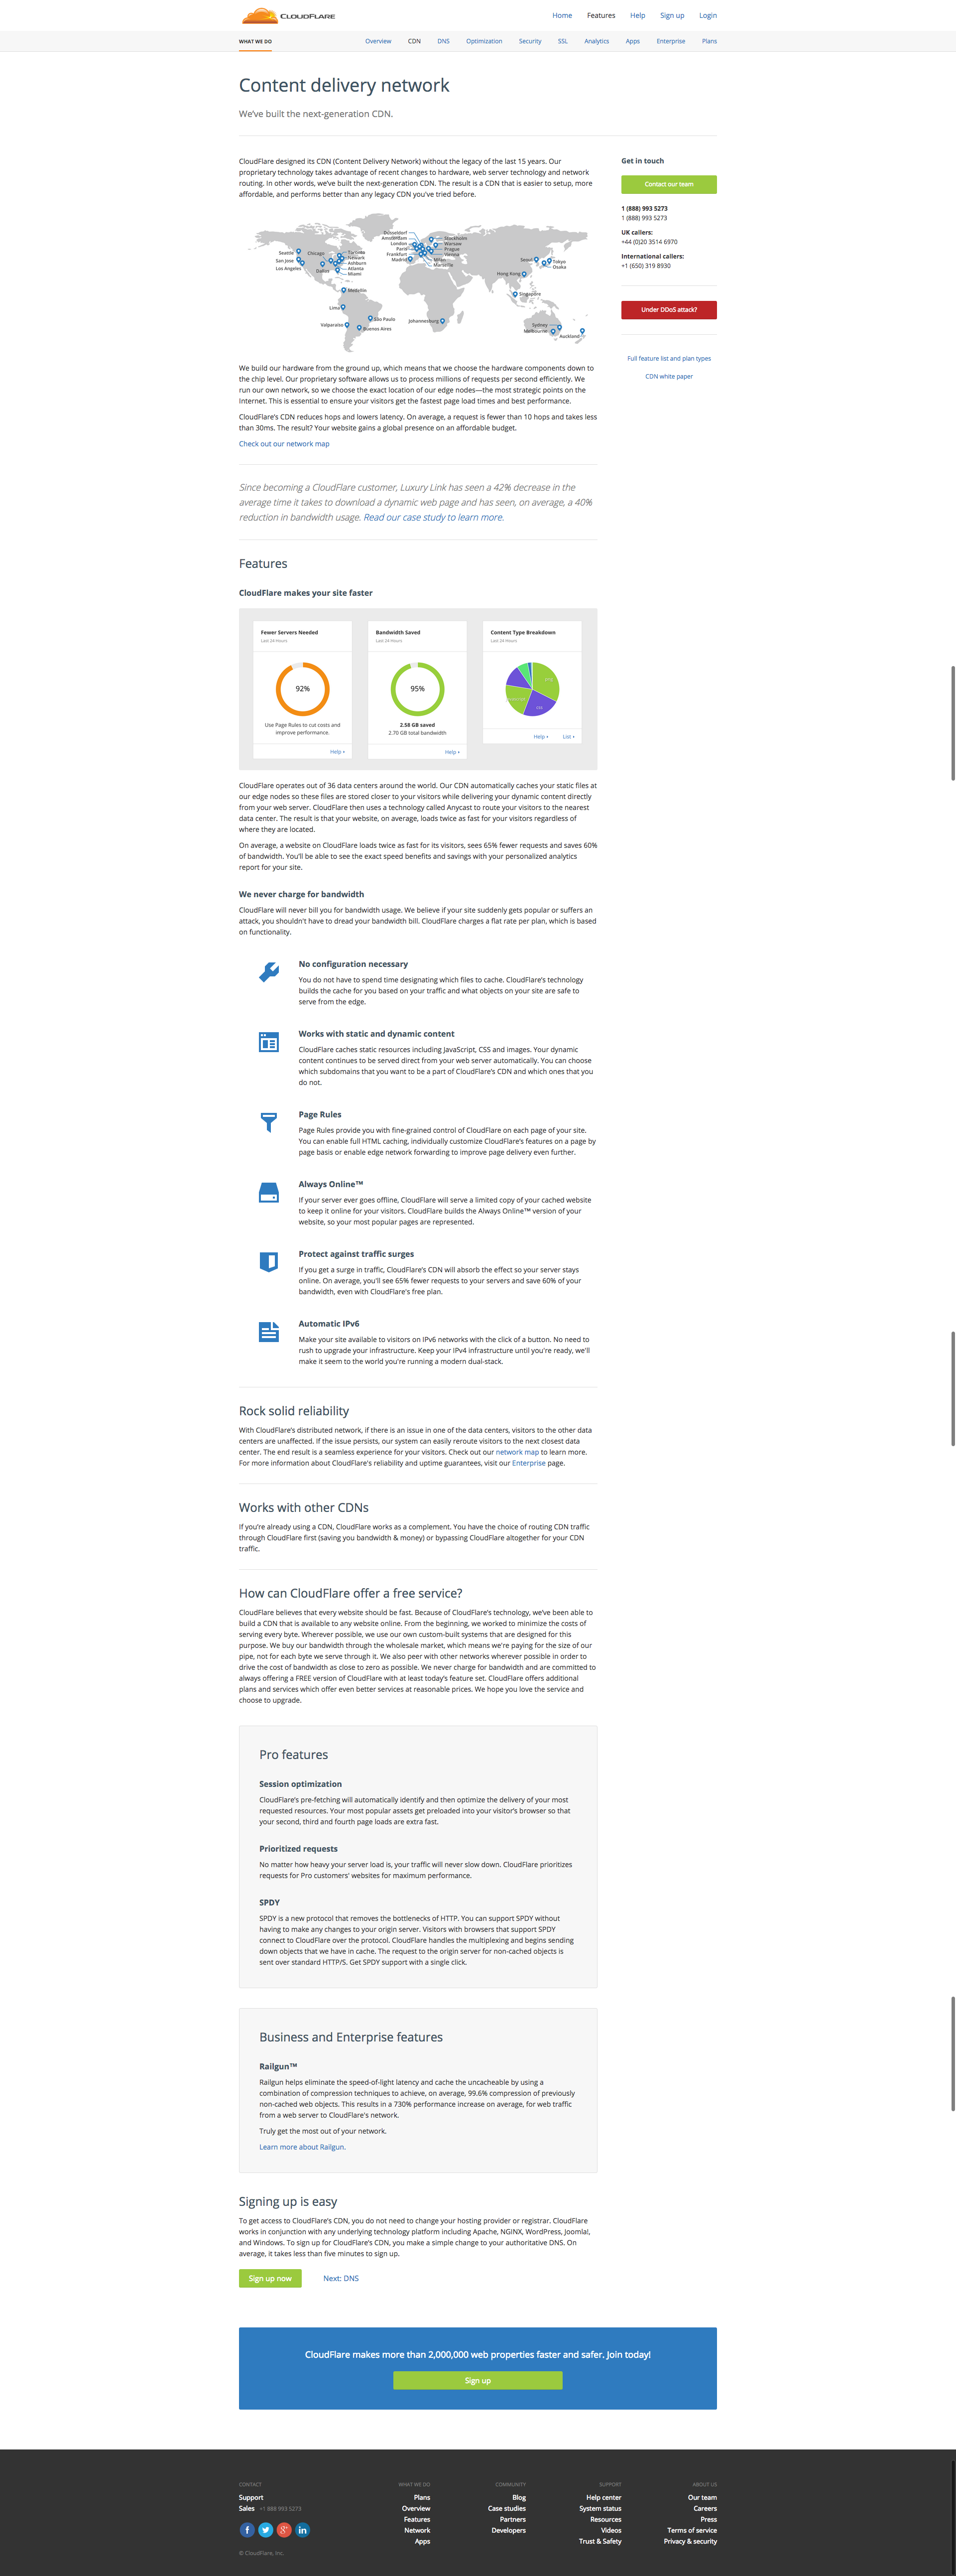 CLOUDFLARE
Home Features Help Sign up Login
WHAT WE DO
Overview CDN DNS Optimization Security SSL Analytics Apps Enterprise Plans
Content delivery network
We've built the next-generation CDN.
CloudFlare designed its CDN (Content Delivery Network) without the legacy of the last 15 years. Our
proprietary technology takes advantage of recent changes to hardware, web server technology and network
routing. In other words, we've built the next-generation CDN. The result is a CDN that is easier to setup, more
affordable, and performs better than any legacy CDN you've tried before.
Seattle
San Jose
Los Angeles
Chicago
Dallas
Toronto
Newark
Ashburn
Atlanta
Miami
Medellin
Lima
Valparaiso
São Paulo
Buenos Aires
Düsseldorf
Amsterdam
London
Paris
Frankfurt
Madrid
Stockholm
Warsaw
Prague
Vienna
Milan
Marseille
Johannesburg
Seoul
Tokyo
Osaka
Hong Kong
Singapore
Sydney
Melbourne
Auckland
We build our hardware from the ground up, which means that we choose the hardware components down to
the chip level. Our proprietary software allows us to process millions of requests per second efficiently. We
run our own network, so we choose the exact location of our edge nodes—the most strategic points on the
Internet. This is essential to ensure your visitors get the fastest page load times and best performance.
CloudFlare's CDN reduces hops and lowers latency. On average, a request is fewer than 10 hops and takes less
than 30ms. The result? Your website gains a global presence on an affordable budget.
Check out our network map
Get in touch
Contact our team
1 (888) 993 5273
1 (888) 993 5273
UK callers:
+44 (0)20 3514 6970
International callers:
+1 (650) 319 8930
Under DDoS attack?
Full feature list and plan types
CDN white paper
Since becoming a CloudFlare customer, Luxury Link has seen a 42% decrease in the
average time it takes to download a dynamic web page and has seen, on average, a 40%
reduction in bandwidth usage. Read our case study to learn more.
Features
CloudFlare makes your site faster
Fewer Servers Needed
Last 24 Hours
92%
Use Page Rules to cut costs and
improve performance.
Help
Bandwidth Saved
Last 24 Hours
95%
2.58 GB saved
2.70 GB total bandwidth
Help
Content Type Breakdown
Last 24 Hours
Help List
CloudFlare operates out of 36 data centers around the world. Our CDN automatically caches your static files at
our edge nodes so these files are stored closer to your visitors while delivering your dynamic content directly
from your web server. CloudFlare then uses a technology called Anycast to route your visitors to the nearest
data center. The result is that your website, on average, loads twice as fast for your visitors regardless of
where they are located.
On average, a website on CloudFlare loads twice as fast for its visitors, sees 65% fewer requests and saves 60%
of bandwidth. You'll be able to see the exact speed benefits and savings with your personalized analytics
report for your site.
We never charge for bandwidth
CloudFlare will never bill you for bandwidth usage. We believe if your site suddenly gets popular or suffers an
attack, you shouldn't have to dread your bandwidth bill. CloudFlare charges a flat rate per plan, which is based
on functionality.
No configuration necessary
You do not have to spend time designating which files to cache. CloudFlare's technology
builds the cache for you based on your traffic and what objects on your site are safe to
serve from the edge.
Works with static and dynamic content
CloudFlare caches static resources including JavaScript, CSS and images. Your dynamic
content continues to be served direct from your web server automatically. You can choose
which subdomains that you want to be a part of CloudFlare's CDN and which ones that you
do not.
Page Rules
Page Rules provide you with fine-grained control of CloudFlare on each page of your site.
You can enable full HTML caching, individually customize CloudFlare's features on a page by
page basis or enable edge network forwarding to improve page delivery even further.
Always Online™
If your server ever goes offline, CloudFlare will serve a limited copy of your cached website
to keep it online for your visitors. CloudFlare builds the Always Online™ version of your
website, so your most popular pages are represented.
Protect against traffic surges
If you get a surge in traffic, CloudFlare's CDN will absorb the effect so your server stays
online. On average, you'll see 65% fewer requests to your servers and save 60% of your
bandwidth, even with CloudFlare's free plan.
Automatic IPv6
Make your site available to visitors on IPv6 networks with the click of a button. No need to
rush to upgrade your infrastructure. Keep your IPv4 infrastructure until you're ready, we'll
make it seem to the world you're running a modern dual-stack.
Rock solid reliability
With CloudFlare's distributed network, if there is an issue in one of the data centers, visitors to the other data
centers are unaffected. If the issue persists, our system can easily reroute visitors to the next closest data
center. The end result is a seamless experience for your visitors. Check out our network map to learn more.
For more information about CloudFlare's reliability and uptime guarantees, visit our Enterprise page.
Works with other CDNs
If you're already using a CDN, CloudFlare works as a complement. You have the choice of routing CDN traffic
through CloudFlare first (saving you bandwidth & money) or bypassing CloudFlare altogether for your CDN
traffic.
How can CloudFlare offer a free service?
CloudFlare believes that every website should be fast. Because of CloudFlare's technology, we've been able to
build a CDN that is available to any website online. From the beginning, we worked to minimize the costs of
serving every byte. Wherever possible, we use our own custom-built systems that are designed for this
purpose. We buy our bandwidth through the wholesale market, which means we're paying for the size of our
pipe, not for each byte we serve through it. We also peer with other networks wherever possible in order to
drive the cost of bandwidth as close to zero as possible. We never charge for bandwidth and are committed to
always offering a FREE version of CloudFlare with at least today's feature set. CloudFlare offers additional
plans and services which offer even better services at reasonable prices. We hope you love the service and
choose to upgrade.
Pro features
Session optimization
CloudFlare's pre-fetching will automatically identify and then optimize the delivery of your most
requested resources. Your most popular assets get preloaded into your visitor's browser so that
your second, third and fourth page loads are extra fast.
Prioritized requests
No matter how heavy your server load is, your traffic will never slow down. CloudFlare prioritizes
requests for Pro customers' websites for maximum performance.
SPDY
SPDY is a new protocol that removes the bottlenecks of HTTP. You can support SPDY without
having to make any changes to your origin server. Visitors with browsers that support SPDY
connect to CloudFlare over the protocol. CloudFlare handles the multiplexing and begins sending
down objects that we have in cache. The request to the origin server for non-cached objects is
sent over standard HTTP/S. Get SPDY support with a single click.
Business and Enterprise features
Railgun™
Railgun helps eliminate the speed-of-light latency and cache the uncacheable by using a
combination of compression techniques to achieve, on average, 99.6% compression of previously
non-cached web objects. This results in a 730% performance increase on average, for web traffic
from a web server to CloudFlare's network.
Truly get the most out of your network.
Learn more about Railgun.
Signing up is easy
To get access to CloudFlare's CDN, you do not need to change your hosting provider or registrar. CloudFlare
works in conjunction with any underlying technology platform including Apache, NGINX, WordPress, Joomla!,
and Windows. To sign up for CloudFlare's CDN, you make a simple change to your authoritative DNS. On
average, it takes less than five minutes to sign up.
Sign up now Next: DNS
CloudFlare makes more than 2,000,000 web properties faster and safer. Join today!
Sign up
CONTACT
Support
Sales +1 888 993 5273
© CloudFlare, Inc.
WHAT WE DO
Plans
Overview
Features
Network
Apps
COMMUNITY
Blog
Case studies
Partners
Developers
SUPPORT
Help center
System status
Resources
Videos
Trust & Safety
ABOUT US
Our team
Careers
Press
Terms of service
Privacy & security